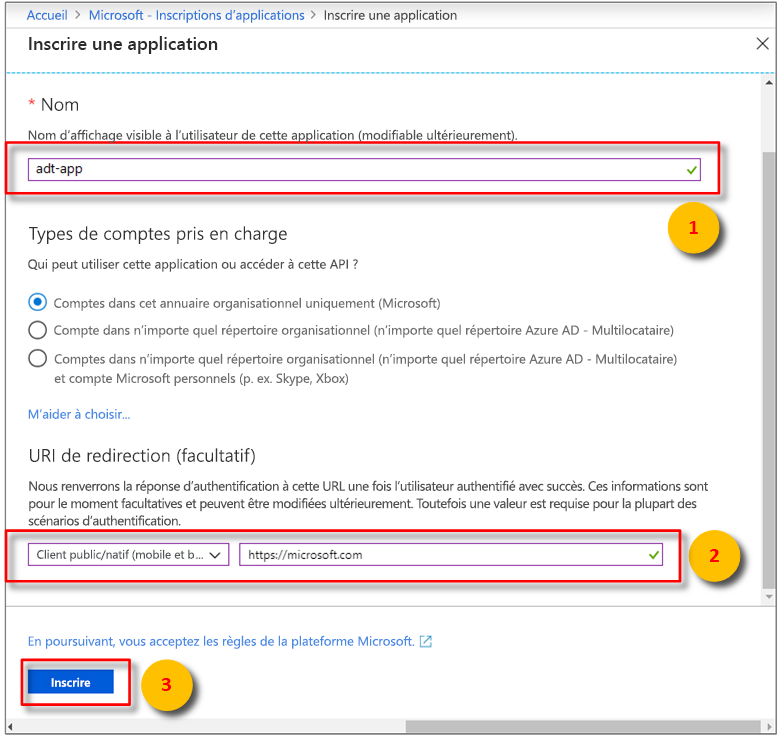 Accueil > Microsoft - Inscriptions d'applications > Inscrire une application
Inscrire une application
* Nom
Nom d'affichage visible à l'utilisateur de cette application (modifiable ultérieurement).
adt-app
1
Types de comptes pris en charge
Qui peut utiliser cette application ou accéder à cette API ?
Comptes dans cet annuaire organisationnel uniquement (Microsoft)
Compte dans n'importe quel répertoire organisationnel (n'importe quel répertoire Azure AD - Multilocataire)
Comptes dans n'importe quel répertoire organisationnel (n'importe quel répertoire Azure AD - Multilocataire)
et compte Microsoft personnels (p. ex. Skype, Xbox)
M'aider à choisir...
URI de redirection (facultatif)
Nous renverrons la réponse d'authentification à cette URL une fois l'utilisateur authentifié avec succès. Ces informations sont
pour le moment facultatives et peuvent être modifiées ultérieurement. Toutefois une valeur est requise pour la plupart des
scénarios d'authentification.
Client public/natif (mobile et b... https://microsoft.com
2
En poursuivant, vous acceptez les règles de la plateforme Microsoft.
Inscrire
3